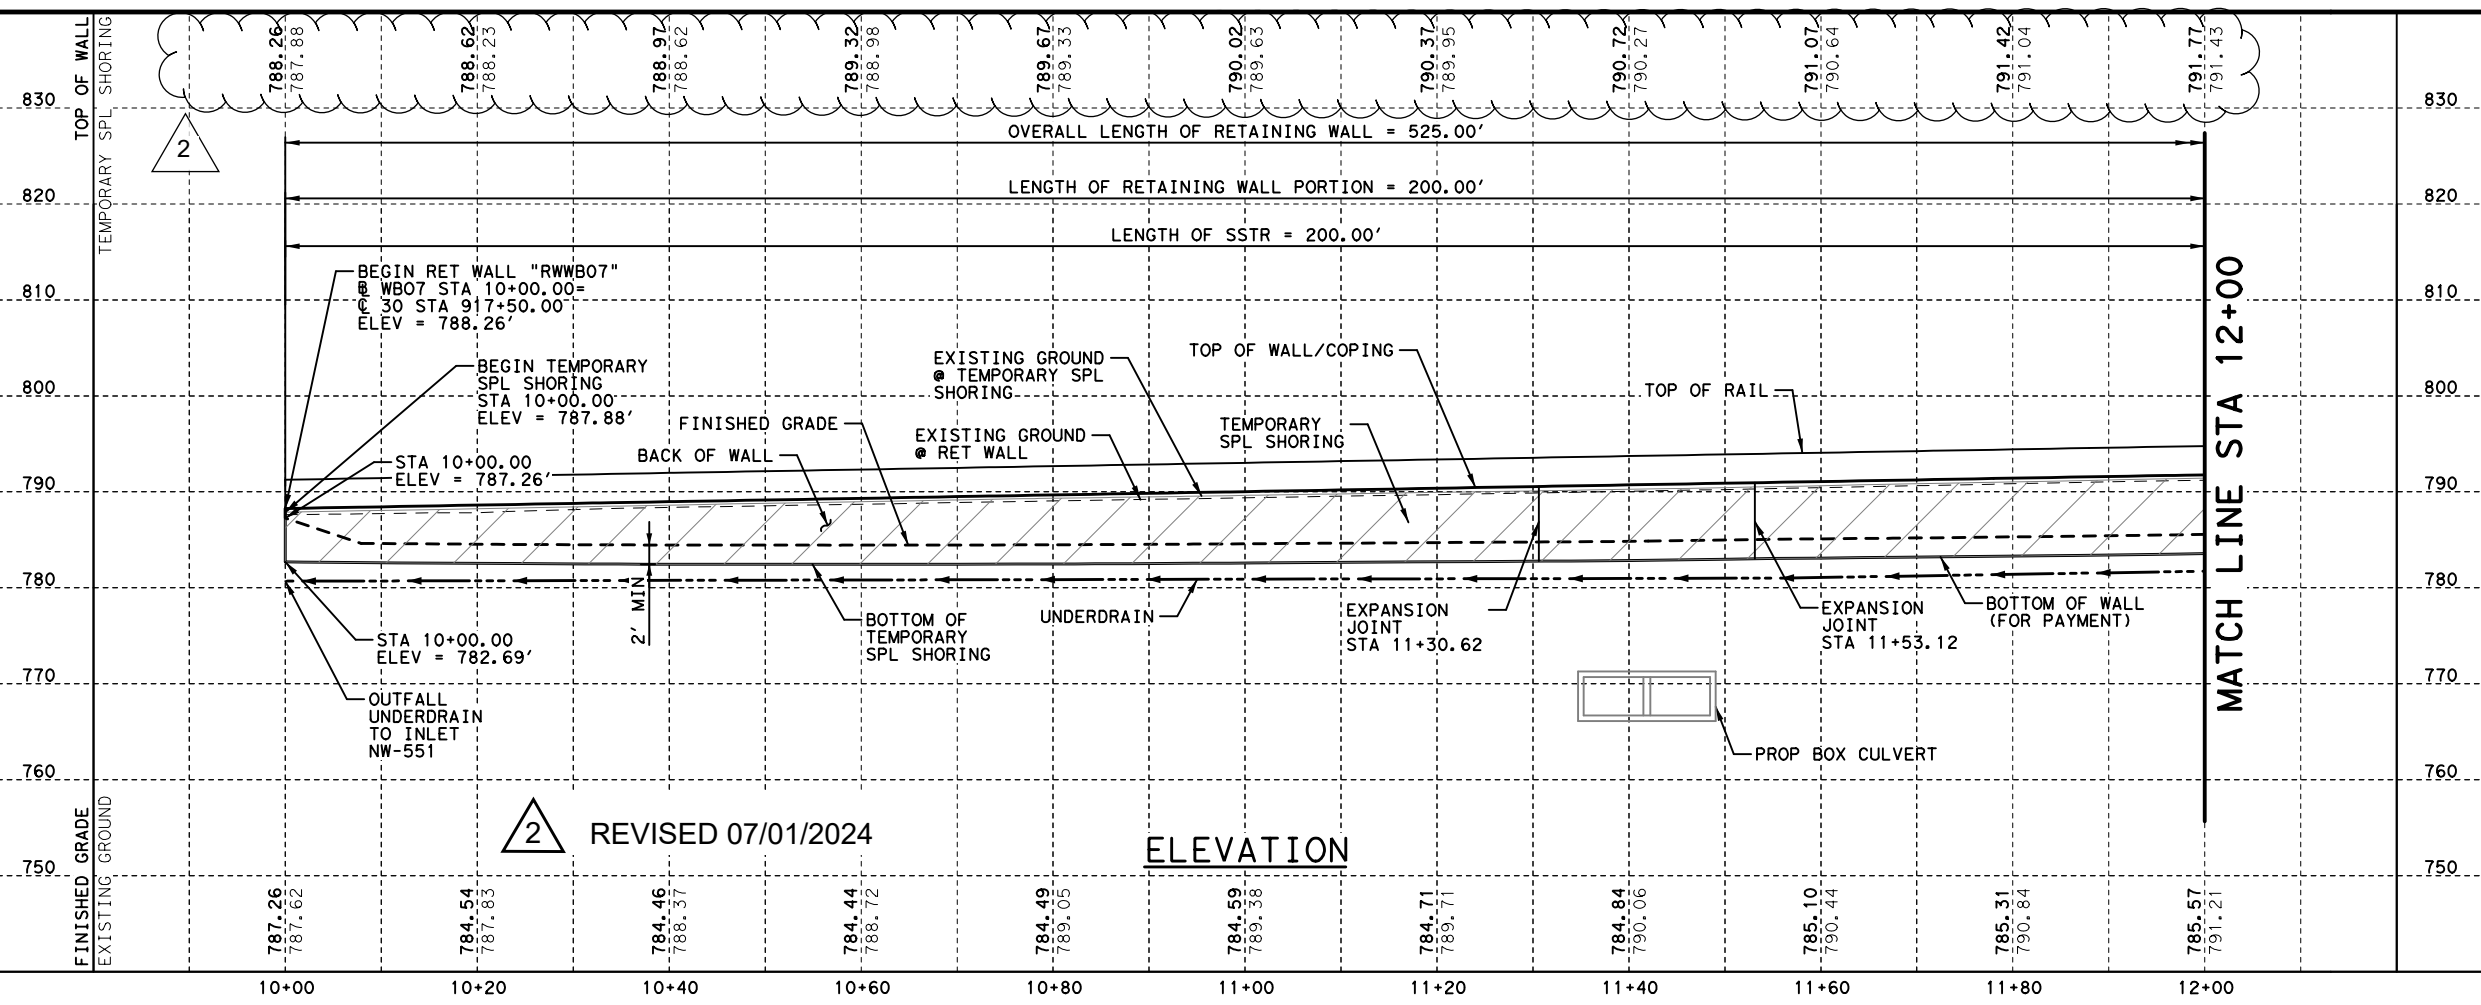 TOP OF WALL
TEMPORARY SPL SHORING
788.26
787.88
788.62
788.23
788.97
788.62
789.32
788.98
789.67
789.33
790.02
789.63
790.37
789.95
790.72
790.27
791.07
790.64
791.42
791.04
791.77
791.43
830
830
2
OVERALL LENGTH OF RETAINING WALL = 525.00'
820
820
LENGTH OF RETAINING WALL PORTION = 200.00'
LENGTH OF SSTR = 200.00'
BEGIN RET WALL "RWWB07"
℄ WB07 STA 10+00.00=
℄ 30 STA 917+50.00
ELEV = 788.26'
810
810
MATCH LINE STA 12+00
BEGIN TEMPORARY
SPL SHORING
STA 10+00.00
ELEV = 787.88'
EXISTING GROUND
@ TEMPORARY SPL
SHORING
TOP OF WALL/COPING
TOP OF RAIL
800
800
FINISHED GRADE
EXISTING GROUND
@ RET WALL
TEMPORARY
SPL SHORING
BACK OF WALL
STA 10+00.00
ELEV = 787.26'
790
790
780
780
2' MIN
STA 10+00.00
ELEV = 782.69'
BOTTOM OF
TEMPORARY
SPL SHORING
UNDERDRAIN
EXPANSION
JOINT
STA 11+30.62
EXPANSION
JOINT
STA 11+53.12
BOTTOM OF WALL
(FOR PAYMENT)
770
770
OUTFALL
UNDERDRAIN
TO INLET
NW-551
PROP BOX CULVERT
760
760
2
REVISED 07/01/2024
ELEVATION
750
750
FINISHED GRADE
EXISTING GROUND
787.26
787.62
784.54
787.83
784.46
788.37
784.44
788.72
784.49
789.05
784.59
789.38
784.71
789.71
784.84
790.06
785.10
790.44
785.31
790.84
785.57
791.21
10+00
10+20
10+40
10+60
10+80
11+00
11+20
11+40
11+60
11+80
12+00